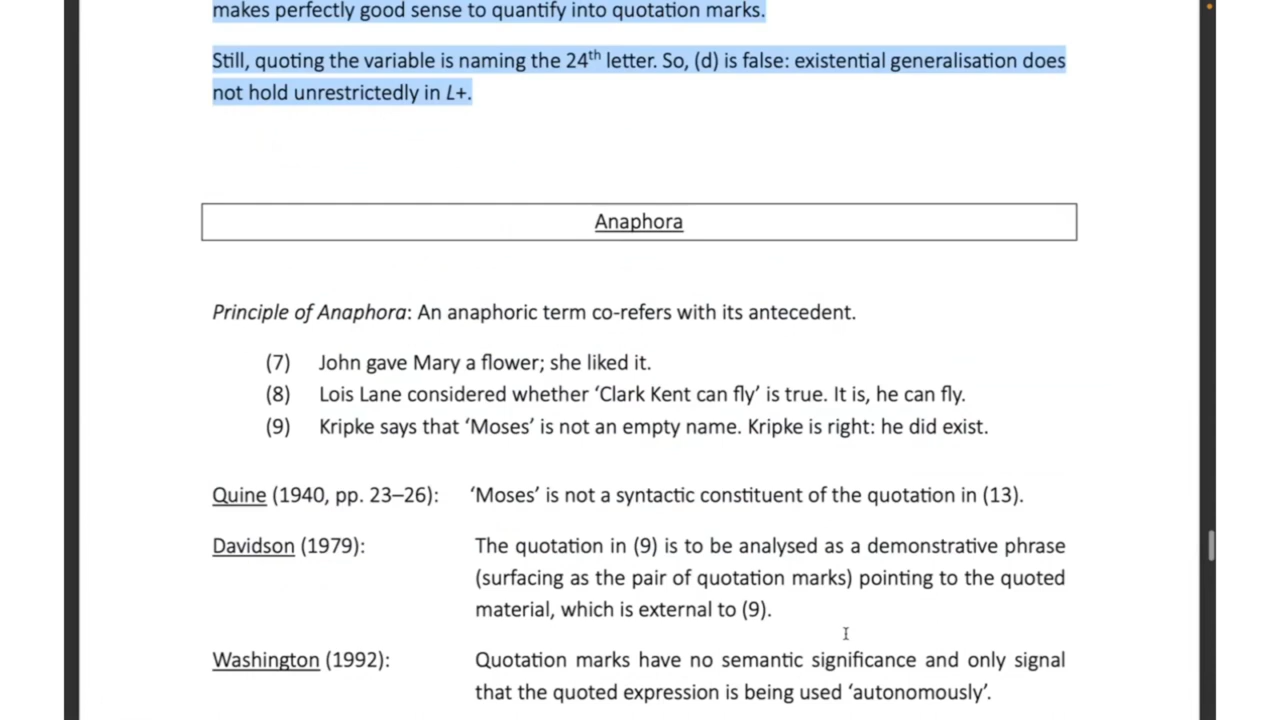 makes perfectly good sense to quantify into quotation marks.
Still, quoting the variable is naming the 24th letter. So, (d) is false: existential generalisation does
not hold unrestrictedly in L+.
Anaphora
Principle of Anaphora: An anaphoric term co-refers with its antecedent.
(7) John gave Mary a flower; she liked it.
(8) Lois Lane considered whether ‘Clark Kent can fly’ is true. It is, he can fly.
(9) Kripke says that ‘Moses’ is not an empty name. Kripke is right: he did exist.
Quine (1940, pp. 23–26): ‘Moses’ is not a syntactic constituent of the quotation in (13).
Davidson (1979): The quotation in (9) is to be analysed as a demonstrative phrase
(surfacing as the pair of quotation marks) pointing to the quoted
material, which is external to (9).
Washington (1992): Quotation marks have no semantic significance and only signal
that the quoted expression is being used ‘autonomously’.